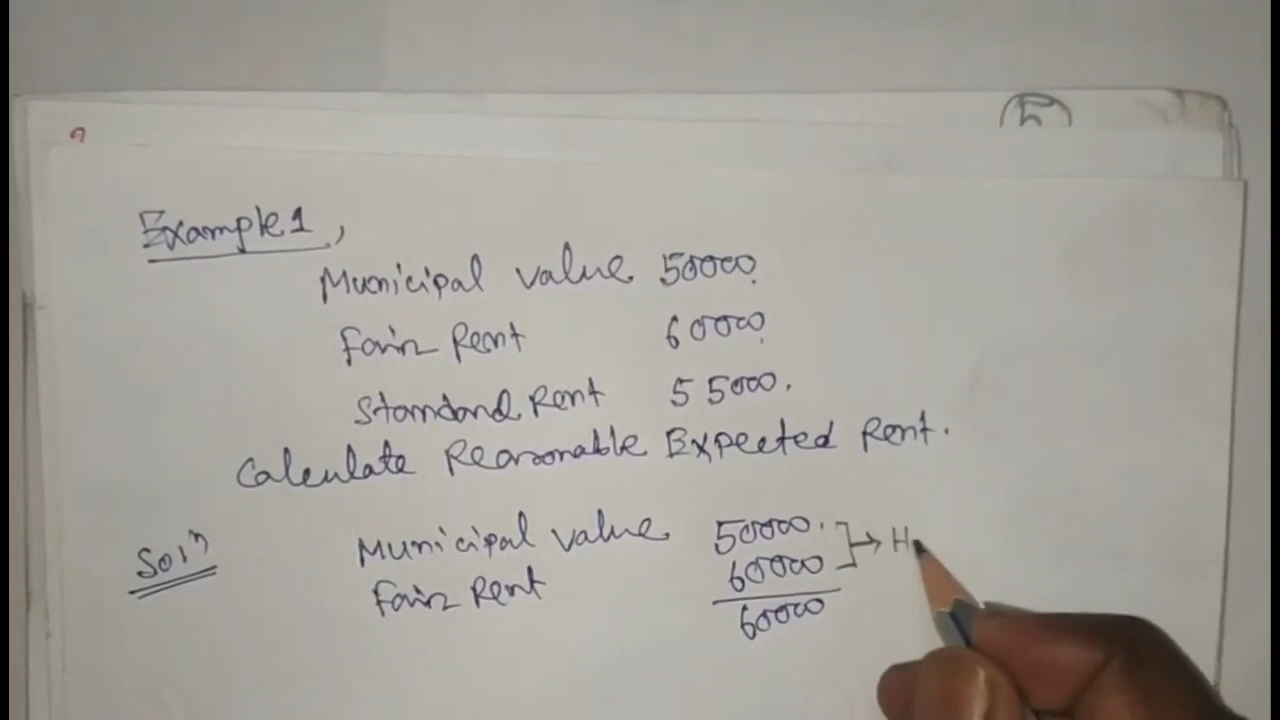 5
Example 1,
Municipal value 50000.
Fair Rent 60000
Standard Rent 55000.
Calculate Reasonable Expected Rent.
Solⁿ
Municipal value 50000.
Fair Rent 60000 → H
60000